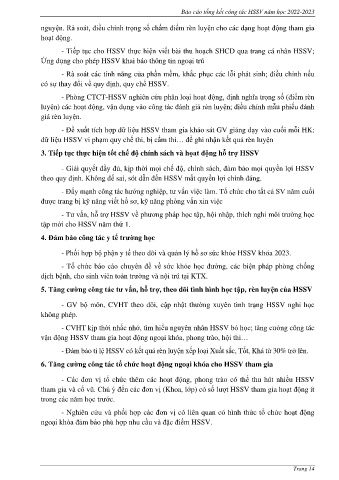 Báo cáo tổng kết công tác HSSV năm học 2022-2023
nguyện. Rà soát, điều chỉnh trọng số chấm điểm rèn luyện cho các dạng hoạt động tham gia
hoạt động.
- Tiếp tục cho HSSV thực hiện viết bài thu hoạch SHCD qua trang cá nhân HSSV;
Ứng dụng cho phép HSSV khai báo thông tin ngoại trú
- Rà soát các tính năng của phần mềm, khắc phục các lỗi phát sinh; điều chỉnh nếu
có sự thay đổi về quy định, quy chế HSSV.
- Phòng CTCT-HSSV nghiên cứu phân loại hoạt động, định nghĩa trọng số (điểm rèn
luyện) các hoạt động, vận dụng vào công tác đánh giá rèn luyện; điều chỉnh mẫu phiếu đánh
giá rèn luyện.
- Đề xuất tích hợp dữ liệu HSSV tham gia khảo sát GV giảng dạy vào cuối mỗi HK;
dữ liệu HSSV vi phạm quy chế thi, bị cấm thi… để ghi nhận kết quả rèn luyện
3. Tiếp tục thực hiện tốt chế độ chính sách và hoạt động hỗ trợ HSSV
- Giải quyết đầy đủ, kịp thời mọi chế độ, chính sách, đảm bảo mọi quyền lợi HSSV
theo quy định. Không để sai, sót dẫn đến HSSV mất quyền lợi chính đáng.
- Đẩy mạnh công tác hướng nghiệp, tư vấn việc làm. Tổ chức cho tất cả SV năm cuối
được trang bị kỹ năng viết hồ sơ, kỹ năng phỏng vấn xin việc
- Tư vấn, hỗ trợ HSSV về phương pháp học tập, hội nhập, thích nghi môi trường học
tập mới cho HSSV năm thứ 1.
4. Đảm bảo công tác y tế trường học
- Phối hợp bộ phận y tế theo dõi và quản lý hồ sơ sức khỏe HSSV khóa 2023.
- Tổ chức báo cáo chuyên đề về sức khỏe học đường, các biện pháp phòng chống
dịch bệnh, cho sinh viên toàn trường và nội trú tại KTX.
5. Tăng cường công tác tư vấn, hỗ trợ, theo dõi tình hình học tập, rèn luyện của HSSV
- GV bộ môn, CVHT theo dõi, cập nhật thường xuyên tình trạng HSSV nghỉ học
không phép.
- CVHT kịp thời nhắc nhở, tìm hiểu nguyên nhân HSSV bỏ học; tăng cường công tác
vận động HSSV tham gia hoạt động ngoại khóa, phong trào, hội thi…
- Đảm bảo tỉ lệ HSSV có kết quả rèn luyện xếp loại Xuất sắc, Tốt, Khá từ 30% trở lên.
6. Tăng cường công tác tổ chức hoạt động ngoại khóa cho HSSV tham gia
- Các đơn vị tổ chức thêm các hoạt động, phong trào có thể thu hút nhiều HSSV
tham gia và cổ vũ. Chú ý đến các đơn vị (Khoa, lớp) có số lượt HSSV tham gia hoạt động ít
trong các năm học trước.
- Nghiên cứu và phối hợp các đơn vị có liên quan có hình thức tổ chức hoạt động
ngoại khóa đảm bảo phù hợp nhu cầu và đặc điểm HSSV.
Trang 14